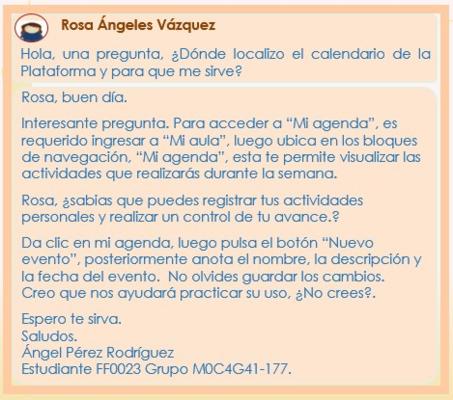 Rosa Ángeles Vázquez
Hola, una pregunta, ¿Dónde localizo el calendario de la
Plataforma y para que me sirve?
Rosa, buen día.
Interesante pregunta. Para acceder a “Mi agenda”, es
requerido ingresar a “Mi aula”, luego ubica en los bloques
de navegación, “Mi agenda”, esta te permite visualizar las
actividades que realizarás durante la semana.
Rosa, ¿sabias que puedes registrar tus actividades
personales y realizar un control de tu avance.?
Da clic en mi agenda, luego pulsa el botón “Nuevo
evento”, posteriormente anota el nombre, la descripción y
la fecha del evento. No olvides guardar los cambios.
Creo que nos ayudará practicar su uso, ¿No crees?.
Espero te sirva.
Saludos.
Ángel Pérez Rodríguez
Estudiante FF0023 Grupo M0C4G41-177.